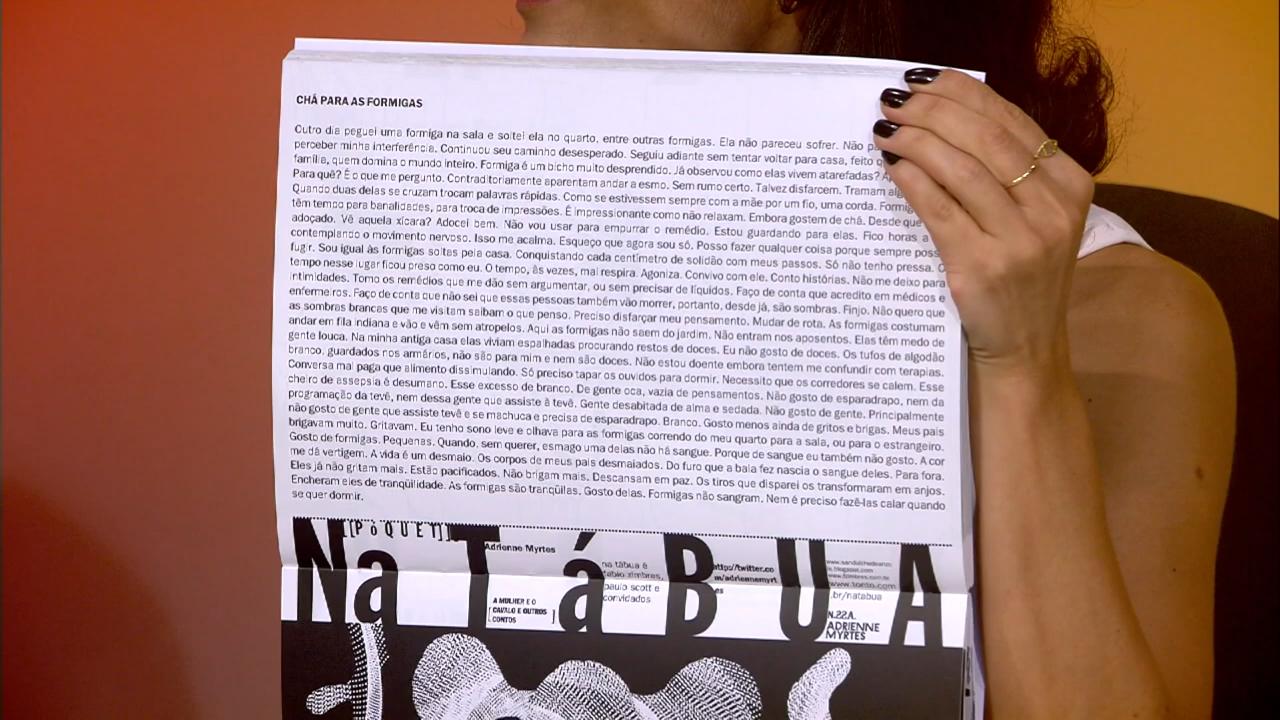 CHÁ PARA AS FORMIGAS
Outro dia peguei uma formiga na sala e soltei ela no quarto, entre outras formigas. Ela não pareceu sofrer. Não
perceber minha interferência. Continuou seu caminho desesperado. Seguiu adiante sem tentar voltar para casa, feito
família, quem domina o mundo inteiro. Formiga é um bicho muito desprendido. Já observou como elas vivem atarefadas?
Para quê? É o que me pergunto. Contraditoriamente aparentam andar a esmo. Sem rumo certo. Talvez disfarcem. Tramam
Quando duas delas se cruzam trocam palavras rápidas. Como se estivessem sempre com a mãe por um fio, uma corda.
têm tempo para banalidades, para troca de impressões. É impressionante como não relaxam. Embora gostem de chá. Desde que
adoçado. Vê aquela xícara? Adocei bem. Não vou usar para empurrar o remédio. Estou guardando para elas. Fico horas a
contemplando o movimento nervoso. Isso me acalma. Esqueço que agora sou só. Posso fazer qualquer coisa porque sempre
fugir. Sou igual às formigas soltas pela casa. Conquistando cada centímetro de solidão com meus passos. Só não tenho pressa. O
tempo nesse lugar ficou preso como eu. O tempo, às vezes, mal respira. Agoniza. Convivo com ele. Conto histórias. Não me deixo para
intimidades. Tomo os remédios que me dão sem argumentar, ou sem precisar de líquidos. Faço de conta que acredito em médicos e
enfermeiros. Faço de conta que não sei que essas pessoas também vão morrer, portanto, desde já, são sombras. Finjo. Não quero que
as sombras brancas que me visitam saibam o que penso. Preciso disfarçar meu pensamento. Mudar de rota. As formigas costumam
andar em fila indiana e vão e vêm sem atropelos. Aqui as formigas não saem do jardim. Não entram nos aposentos. Elas têm medo de
gente louca. Na minha antiga casa elas viviam espalhadas procurando restos de doces. Eu não gosto de doces. Os tufos de algodão
branco, guardados nos armários, não são para mim e nem são doces. Não estou doente embora tentem me confundir com terapias.
Conversa mal paga que alimento dissimulando. Só preciso tapar os ouvidos para dormir. Necessito que os corredores se calem. Esse
cheiro de assepsia é desumano. Esse excesso de branco. De gente oca, vazia de pensamentos. Não gosto de esparadrapo, nem da
programação da tevê, nem dessa gente que assiste à tevê. Gente desabitada de alma e sedada. Não gosto de gente. Principalmente
não gosto de gente que assiste tevê e se machuca e precisa de esparadrapo. Branco. Gosto menos ainda de gritos e brigas. Meus pais
brigavam muito. Gritavam. Eu tenho sono leve e olhava para as formigas correndo do meu quarto para a sala, ou para o estrangeiro.
Gosto de formigas. Pequenas. Quando, sem querer, esmago uma delas não há sangue. Porque de sangue eu também não gosto. A cor
me dá vertigem. A vida é um desmaio. Os corpos de meus pais desmaiados. Do furo que a bala fez nascia o sangue deles. Para fora.
Eles já não gritam mais. Estão pacificados. Não brigam mais. Descansam em paz. Os tiros que disparei os transformaram em anjos.
Encheram eles de tranqüilidade. As formigas são tranqüilas. Gosto delas. Formigas não sangram. Nem é preciso fazê-las calar quando
se quer dormir.
[[PòQUET]]
Na TáBUA
Adrienne Myrtes
A MULHER E O
CAVALO E OUTROS
CONTOS
na tábua é
fabio zimbres,
paulo scott e
convidados
http://twitter.co
m/adriennemyrt
es
.br/natabua
N.22A.
ADRIENNE
MYRTES